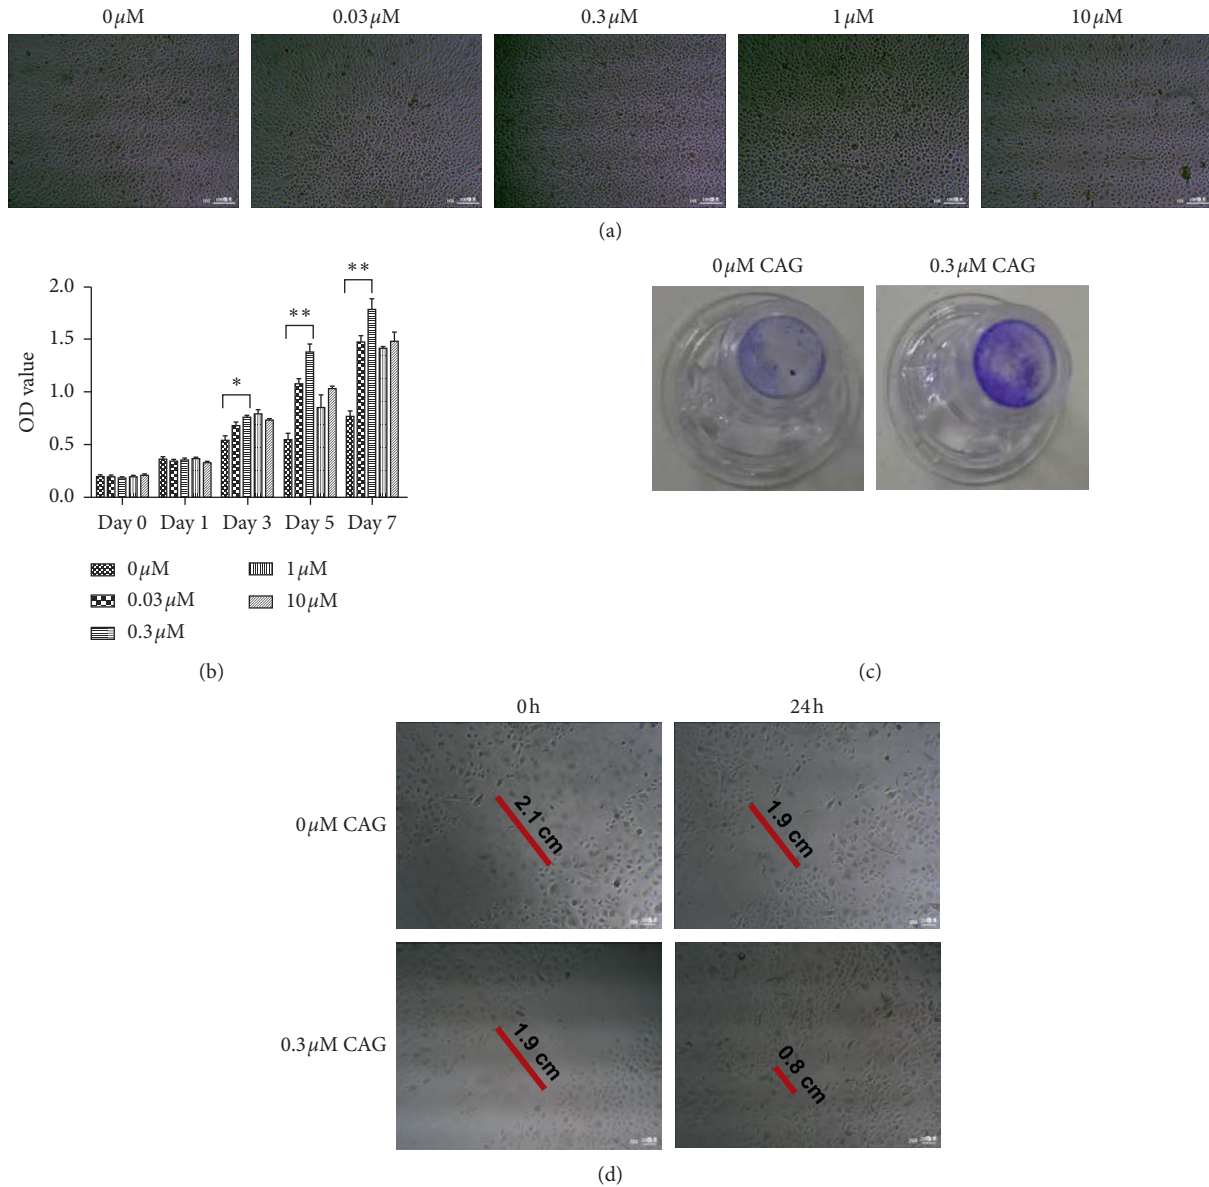 0 μM 0.03 μM 0.3 μM 1 μM 10 μM
(a)
OD value
2.0
1.5
1.0
0.5
0.0
* ** **
Day 0 Day 1 Day 3 Day 5 Day 7
0 μM
0.03 μM
0.3 μM
1 μM
10 μM
(b)
0 μM CAG 0.3 μM CAG
(c)
0 h 24 h
0 μM CAG
2.1 cm 1.9 cm
0.3 μM CAG
1.9 cm 0.8 cm
(d)